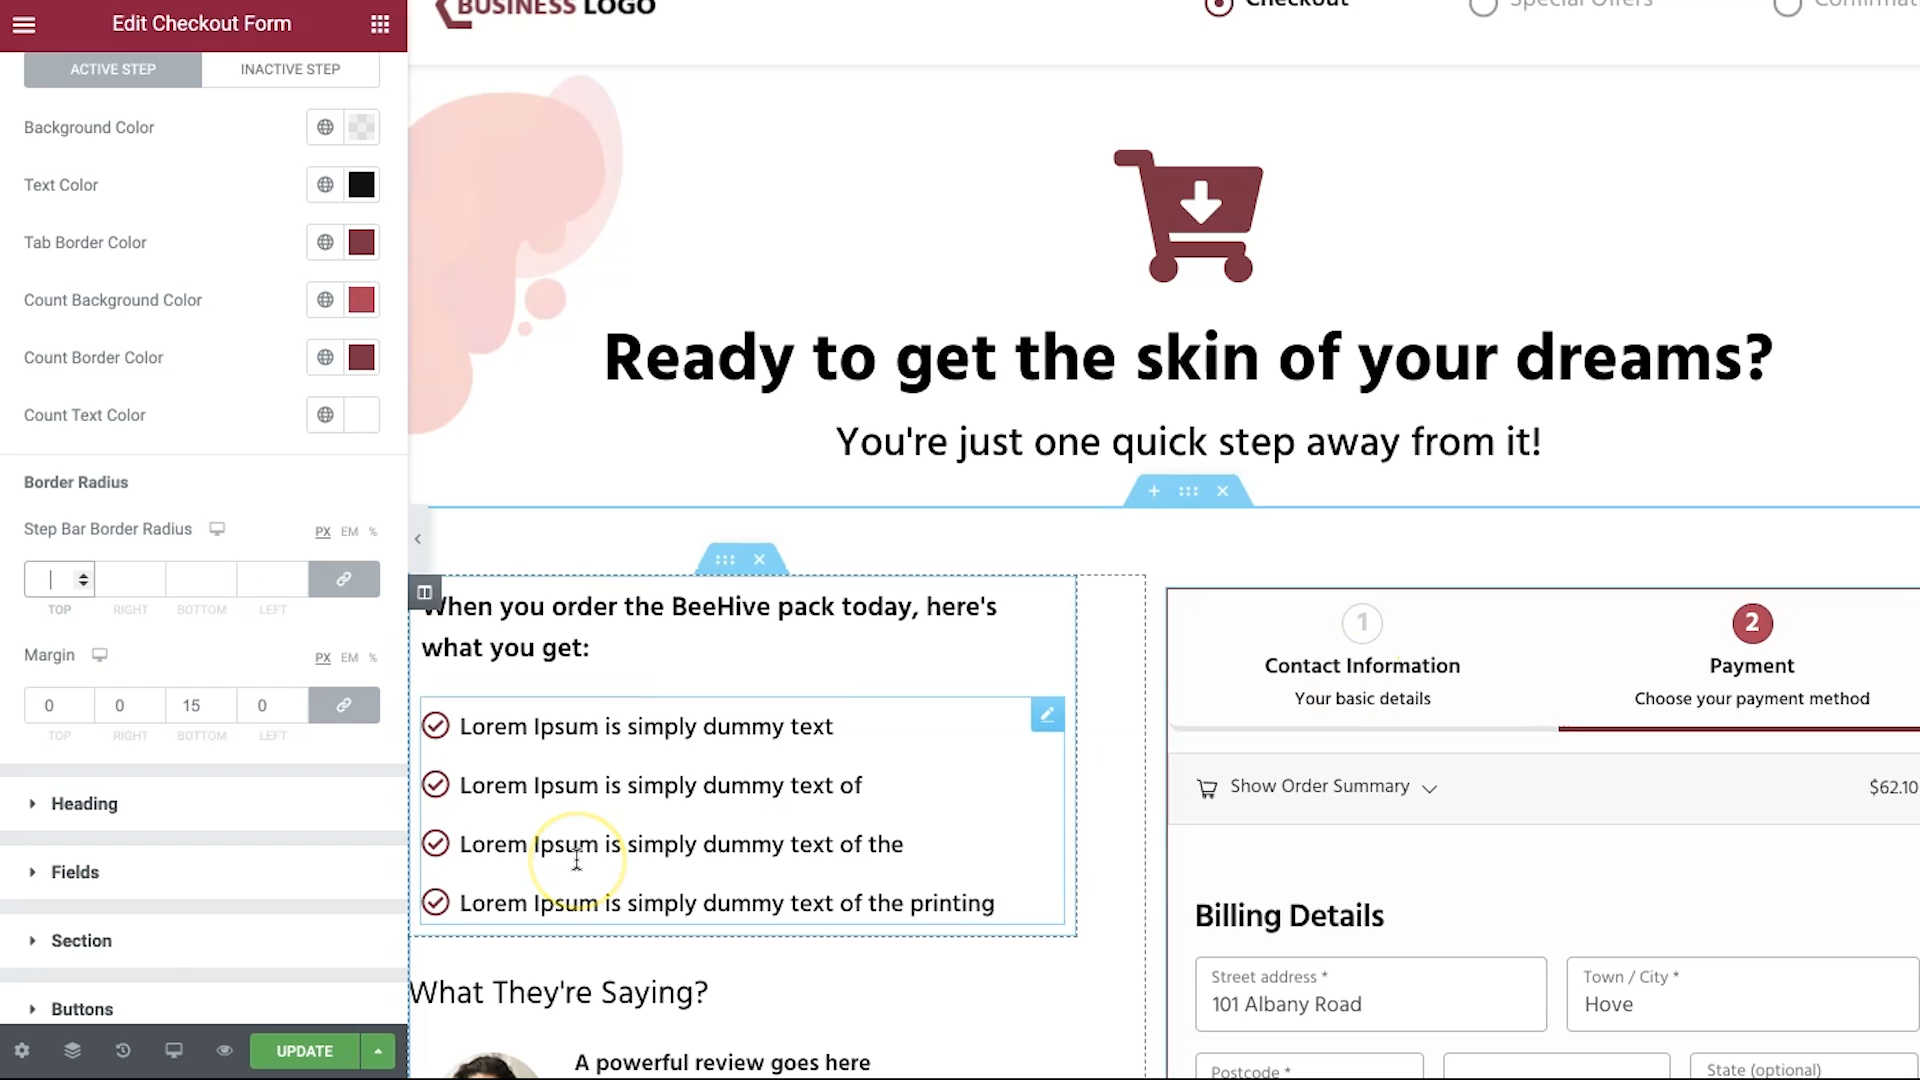 Edit Checkout Form
ACTIVE STEP
INACTIVE STEP
Background Color
Text Color
Tab Border Color
Count Background Color
Count Border Color
Count Text Color
Border Radius
Step Bar Border Radius
PX EM %
TOP RIGHT BOTTOM LEFT
Margin
PX EM %
0 0 15 0
TOP RIGHT BOTTOM LEFT
Heading
Fields
Section
Buttons
UPDATE
BUSINESS LOGO
Checkout
Special Offers
Ready to get the skin of your dreams?
You're just one quick step away from it!
When you order the BeeHive pack today, here's
what you get:
Lorem Ipsum is simply dummy text
Lorem Ipsum is simply dummy text of
Lorem Ipsum is simply dummy text of the
Lorem Ipsum is simply dummy text of the printing
What They're Saying?
A powerful review goes here
1
Contact Information
Your basic details
2
Payment
Choose your payment method
Show Order Summary
$62.10
Billing Details
Street address *
101 Albany Road
Town / City *
Hove
Postcode *
State (optional)